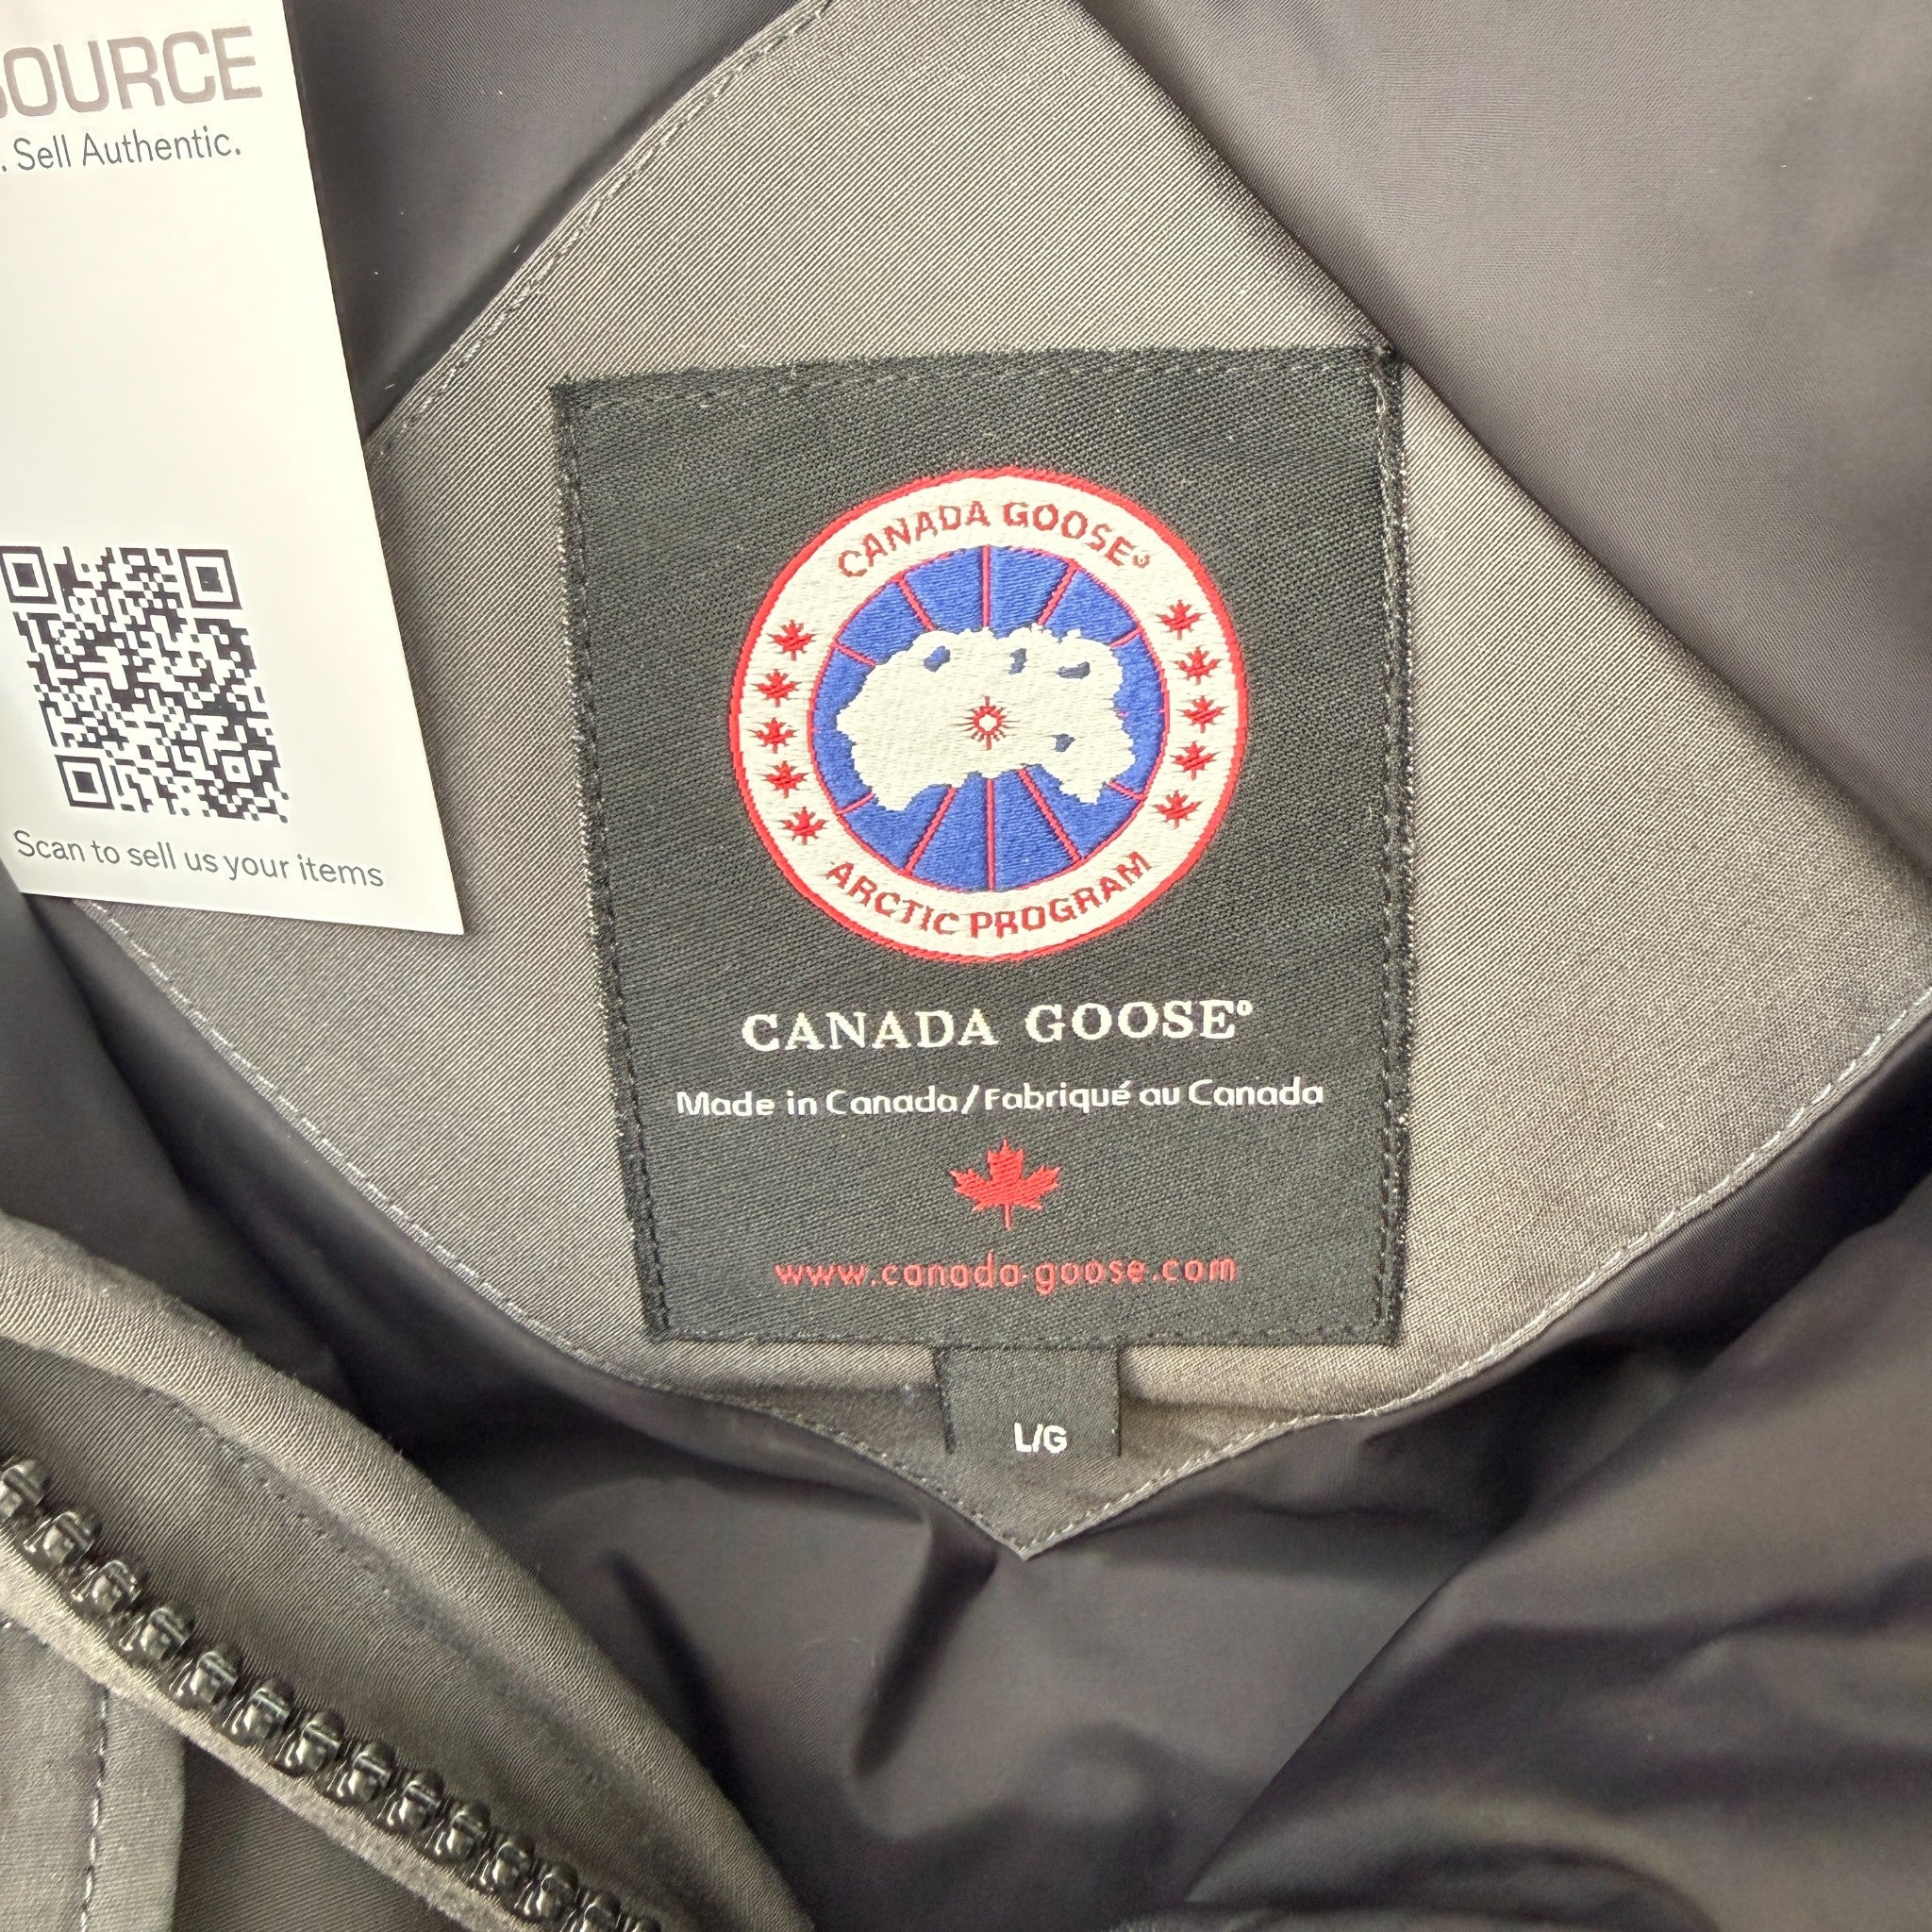 OURCE
. Sell Authentic.
Scan to sell us your items
CANADA GOOSE®
ARCTIC PROGRAM
CANADA GOOSE®
Made in Canada/Fabriqué au Canada
www.canada-goose.com
L/G